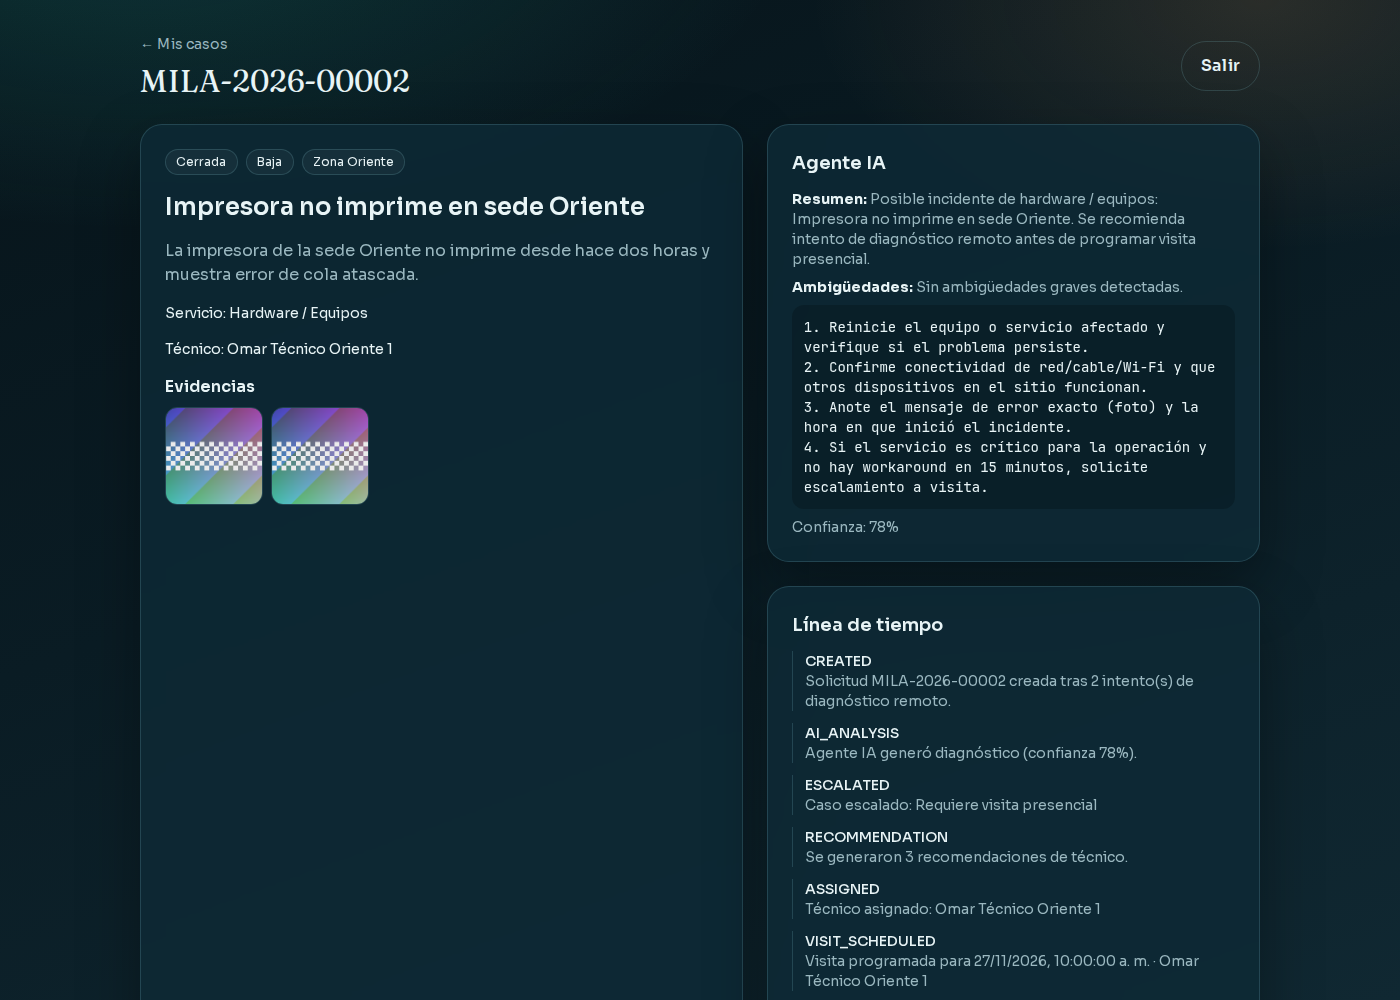 ← Mis casos
MILA-2026-00002
Salir
Cerrada
Baja
Zona Oriente
Impresora no imprime en sede Oriente
La impresora de la sede Oriente no imprime desde hace dos horas y
muestra error de cola atascada.
Servicio: Hardware / Equipos
Técnico: Omar Técnico Oriente 1
Evidencias
Agente IA
Resumen: Posible incidente de hardware / equipos:
Impresora no imprime en sede Oriente. Se recomienda
intento de diagnóstico remoto antes de programar visita
presencial.
Ambigüedades: Sin ambigüedades graves detectadas.
1. Reinicie el equipo o servicio afectado y
verifique si el problema persiste.
2. Confirme conectividad de red/cable/Wi-Fi y que
otros dispositivos en el sitio funcionan.
3. Anote el mensaje de error exacto (foto) y la
hora en que inició el incidente.
4. Si el servicio es crítico para la operación y
no hay workaround en 15 minutos, solicite
escalamiento a visita.
Confianza: 78%
Línea de tiempo
CREATED
Solicitud MILA-2026-00002 creada tras 2 intento(s) de
diagnóstico remoto.
AI_ANALYSIS
Agente IA generó diagnóstico (confianza 78%).
ESCALATED
Caso escalado: Requiere visita presencial
RECOMMENDATION
Se generaron 3 recomendaciones de técnico.
ASSIGNED
Técnico asignado: Omar Técnico Oriente 1
VISIT_SCHEDULED
Visita programada para 27/11/2026, 10:00:00 a. m. · Omar
Técnico Oriente 1